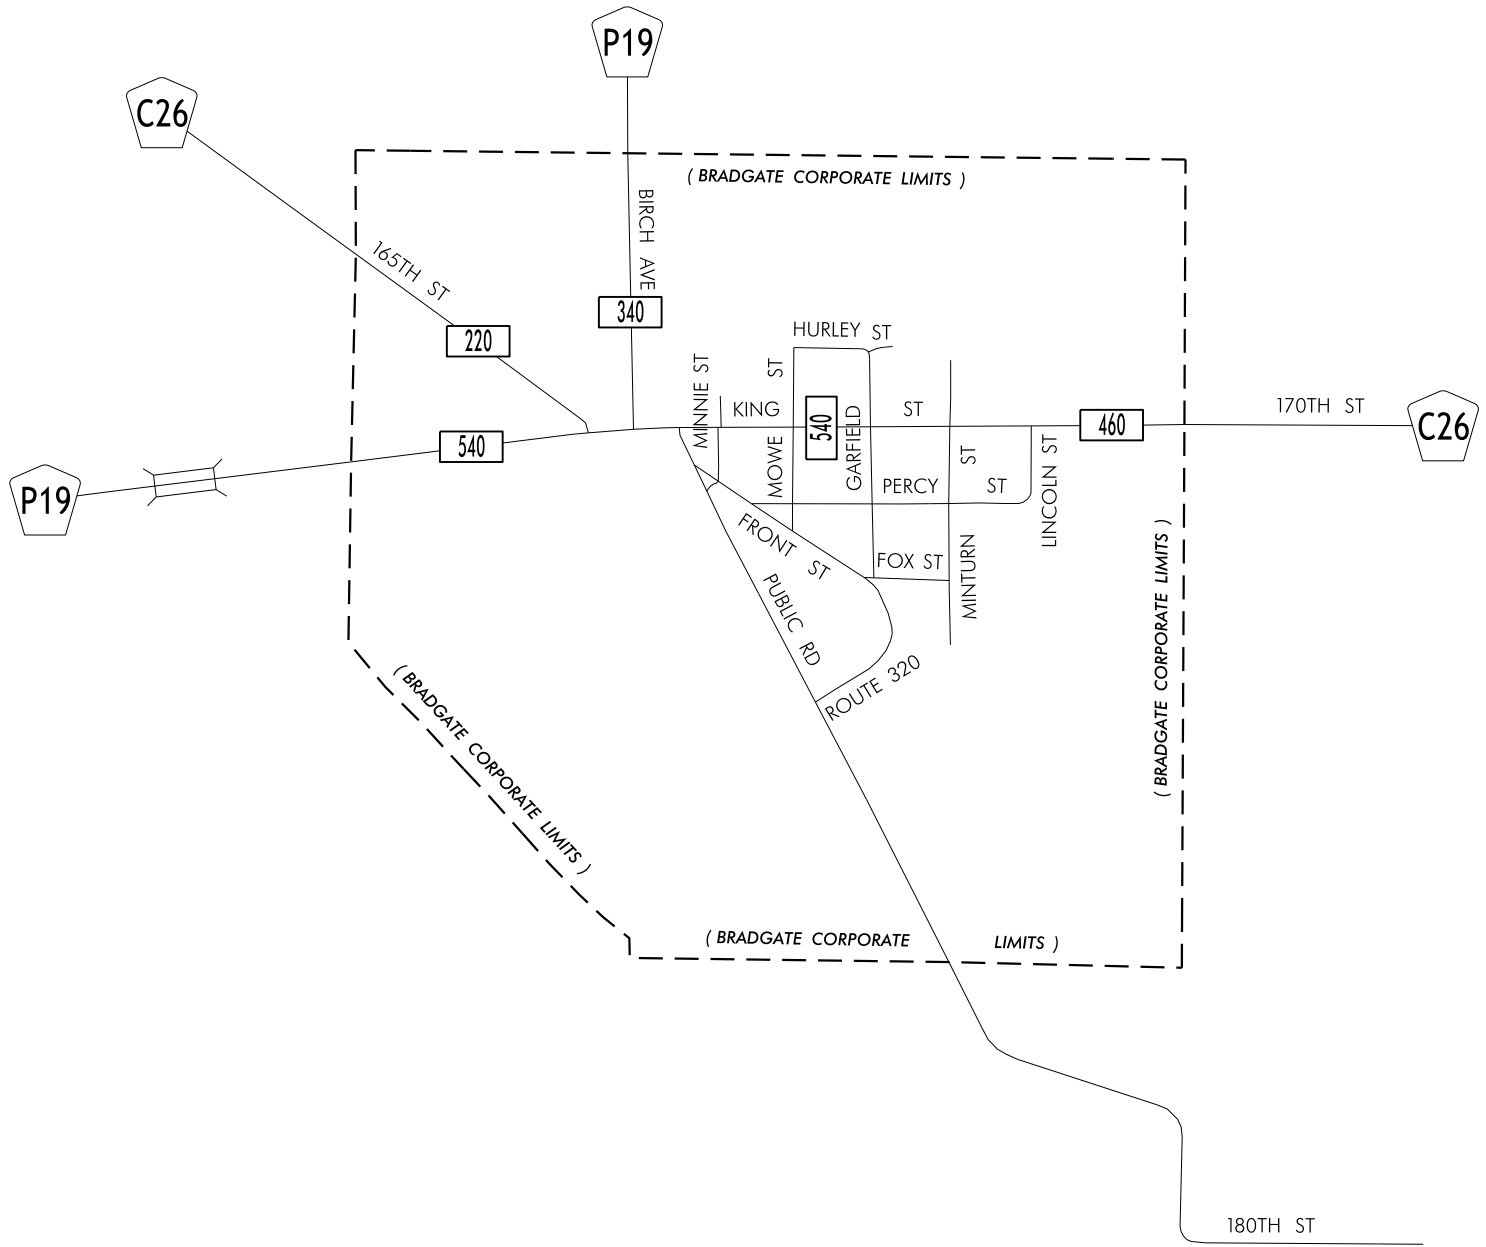 P19
C26
( BRADGATE CORPORATE LIMITS )
BIRCH AVE
165TH ST
340
220
HURLEY ST
MINNIE ST
MOWE ST
KING ST
540
GARFIELD
460
170TH ST
C26
540
P19
PERCY ST
MINTURN ST
LINCOLN ST
FRONT ST
FOX ST
PUBLIC RD
ROUTE 320
( BRADGATE CORPORATE LIMITS )
( BRADGATE CORPORATE LIMITS )
( BRADGATE CORPORATE LIMITS )
180TH ST